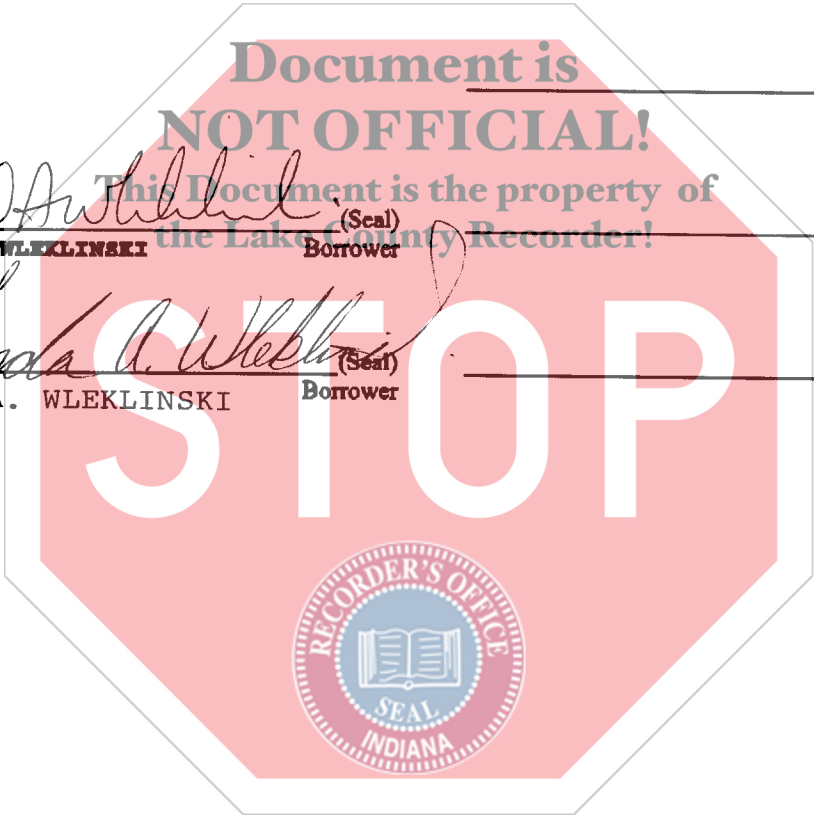 Document is
NOT OFFICIAL!
This Document is the property of
the Lake County Recorder!
(Seal)
WLEKLINSKI Borrower
A. Wleklinski (Seal)
A. WLEKLINSKI Borrower
STOP
RECORDER'S OFFICE
SEAL
INDIANA